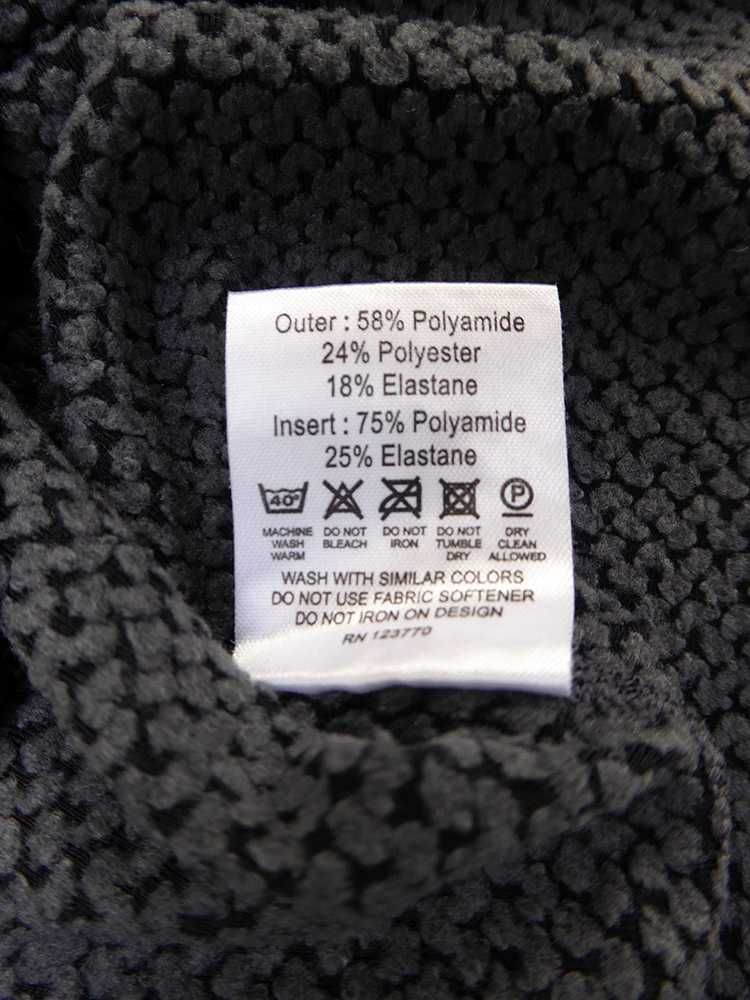 Outer : 58% Polyamide
24% Polyester
18% Elastane
Insert : 75% Polyamide
25% Elastane
40° P
MACHINE WASH WARM DO NOT BLEACH DO NOT IRON DO NOT TUMBLE DRY DRY CLEAN ALLOWED
WASH WITH SIMILAR COLORS
DO NOT USE FABRIC SOFTENER
DO NOT IRON ON DESIGN
RN 123770